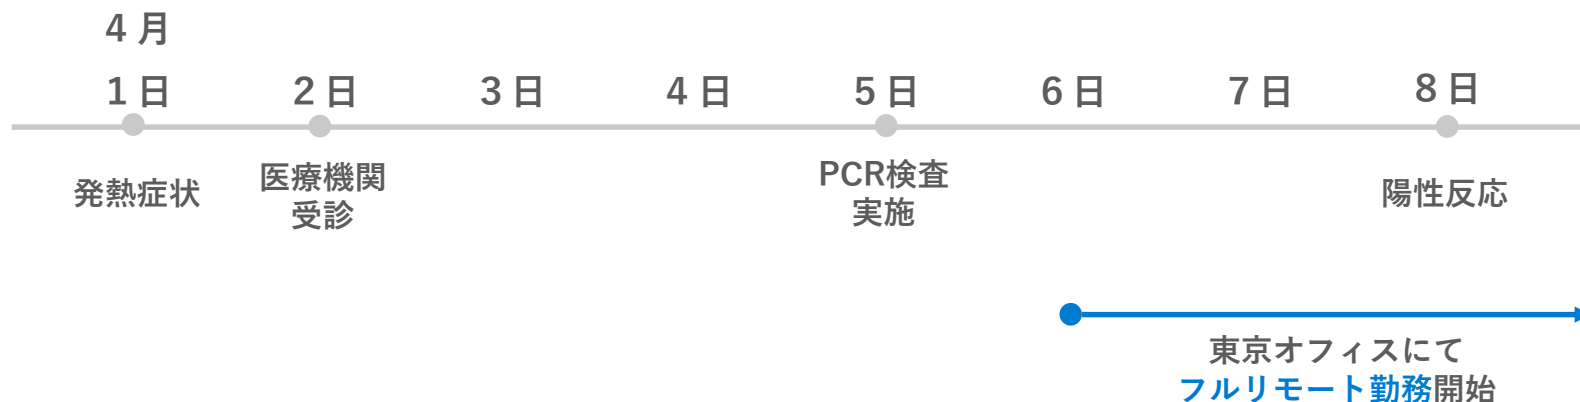 4 月
1 日
2 日
3 日
4 日
5 日
6 日
7 日
8 日
発熱症状
医療機関
受診
PCR検査
実施
陽性反応
東京オフィスにて
フルリモート勤務開始